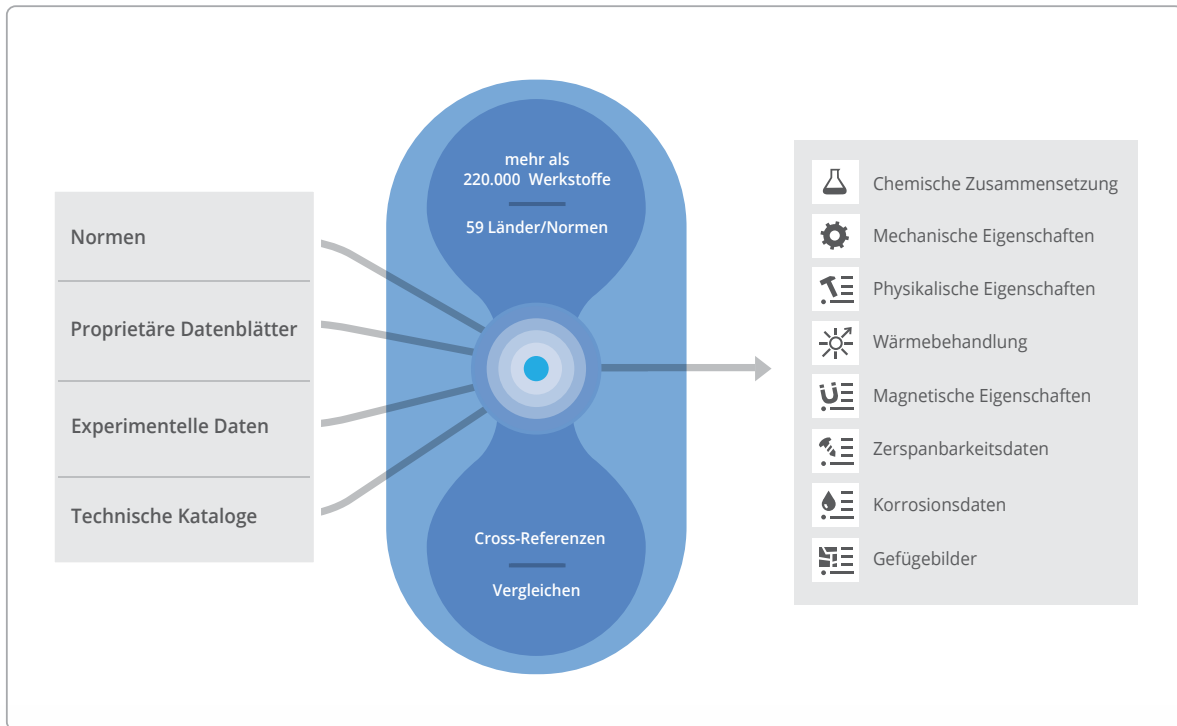 Normen
Proprietäre Datenblätter
Experimentelle Daten
Technische Kataloge
mehr als
220.000 Werkstoffe
59 Länder/Normen
Cross-Referenzen
Vergleichen
Chemische Zusammensetzung
Mechanische Eigenschaften
Physikalische Eigenschaften
Wärmebehandlung
Magnetische Eigenschaften
Zerspanbarkeitsdaten
Korrosionsdaten
Gefügebilder